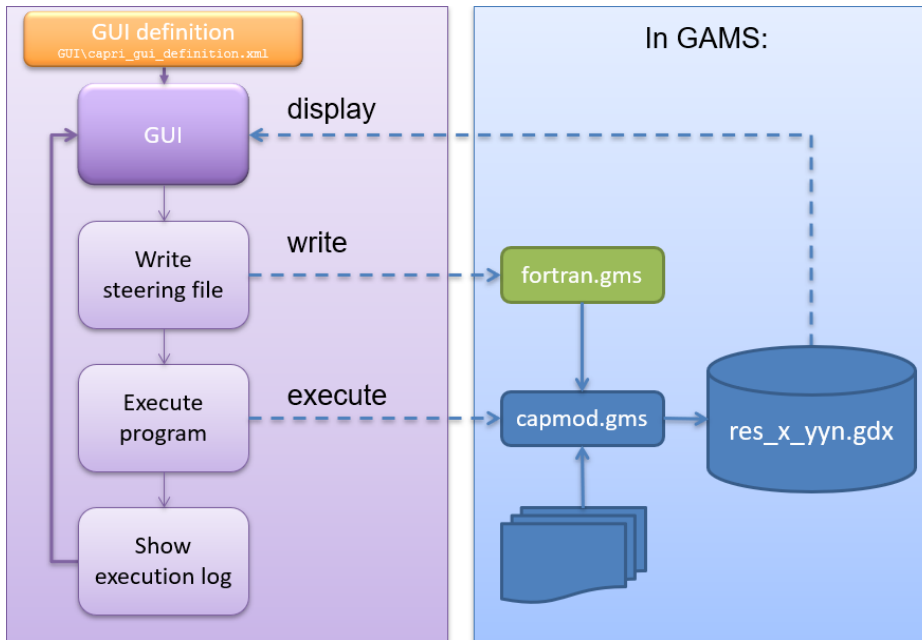 GUI definition
GUI\capri_gui_definition.xml
In GAMS:
display
GUI
write
Write
steering file
fortran.gms
execute
Execute
program
capmod.gms
res_x_yyn.gdx
Show
execution log